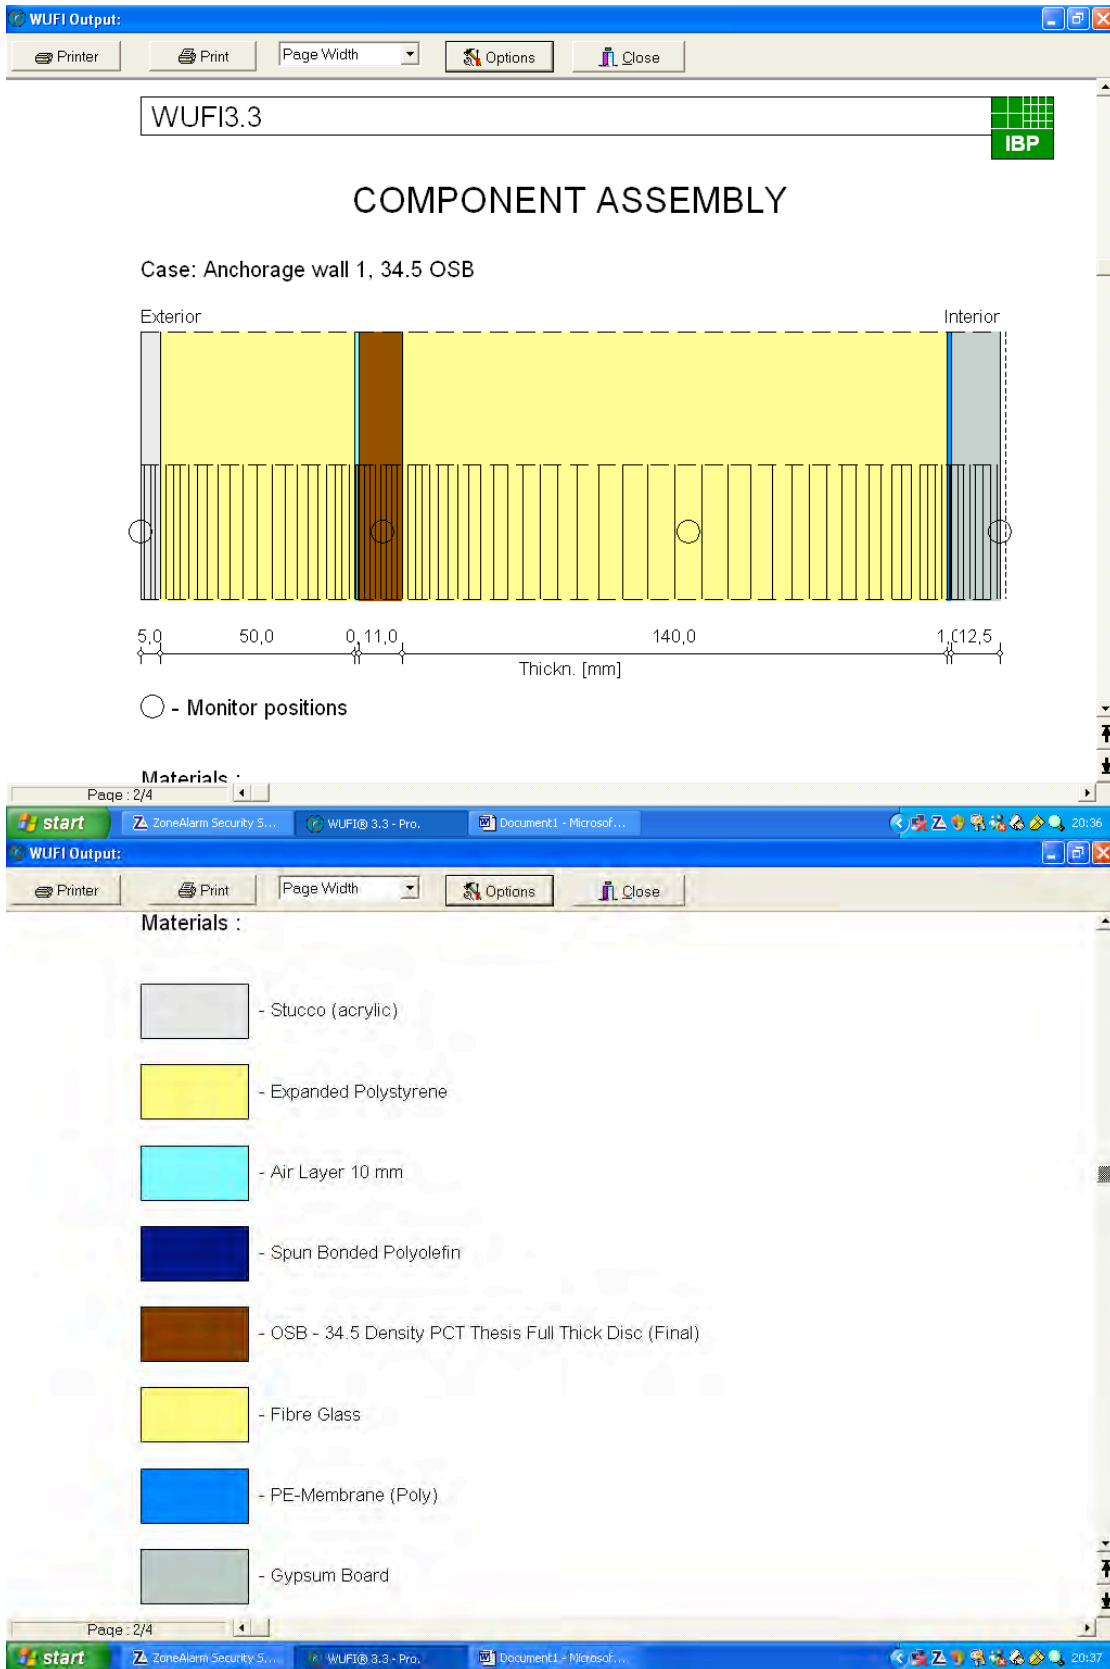 WUFI Output:
Printer Print Page Width Options Close
WUFI3.3
IBP
COMPONENT ASSEMBLY
Case: Anchorage wall 1, 34.5 OSB
Exterior Interior
5,0 50,0 0, 11,0 140,0 1, 12,5
Thickn. [mm]
- Monitor positions
Materials :
Page : 2/4
start ZoneAlarm Security S... WUFI® 3.3 - Pro. Document1 - Microsof... 20:36
WUFI Output:
Printer Print Page Width Options Close
Materials :
- Stucco (acrylic)
- Expanded Polystyrene
- Air Layer 10 mm
- Spun Bonded Polyolefin
- OSB - 34.5 Density PCT Thesis Full Thick Disc (Final)
- Fibre Glass
- PE-Membrane (Poly)
- Gypsum Board
Page : 2/4
start ZoneAlarm Security S... WUFI® 3.3 - Pro. Document1 - Microsof... 20:37